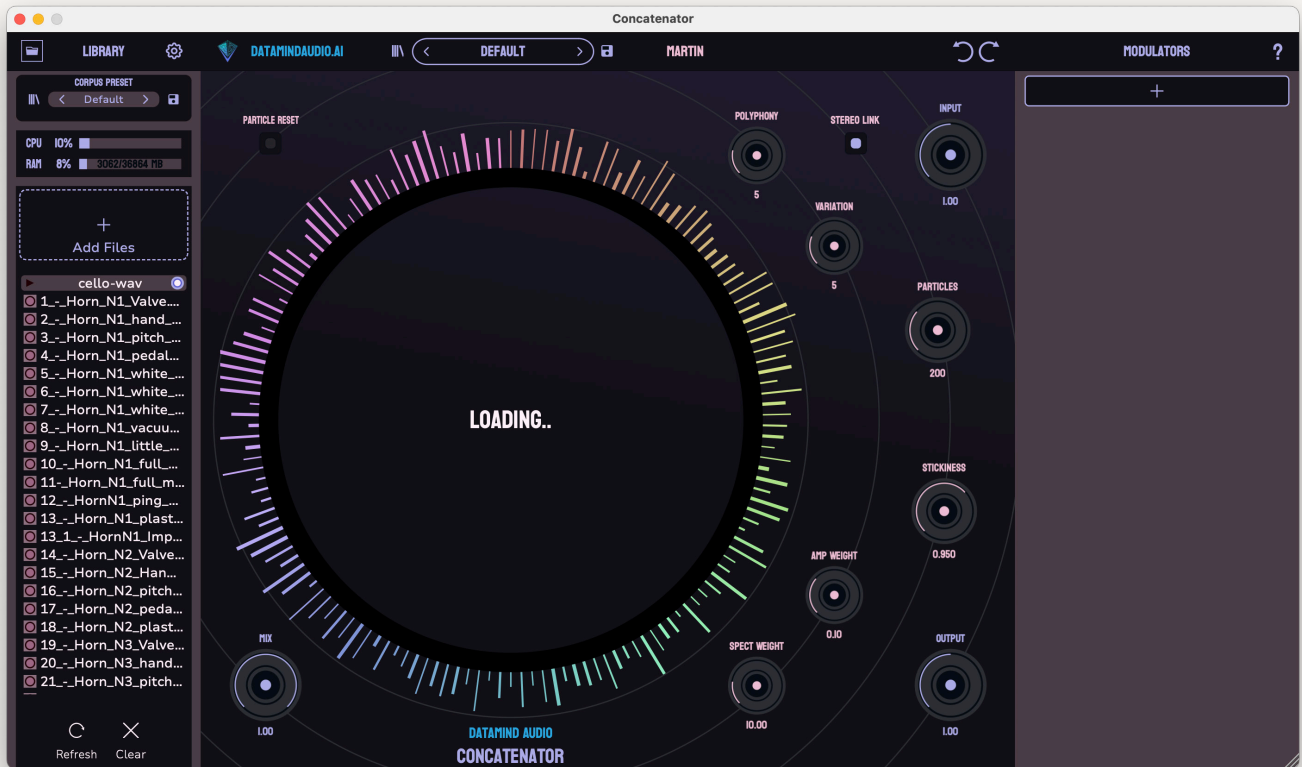 Concatenator
LIBRARY
DATAMINDAUDIO.AI
DEFAULT
MARTIN
MODULATORS
?
CORPUS PRESET
Default
CPU 10%
RAM 8% 3062/36864 MB
+
Add Files
cello-wav
1_-_Horn_N1_Valve....
2_-_Horn_N1_hand_...
3_-_Horn_N1_pitch_...
4_-_Horn_N1_pedal...
5_-_Horn_N1_white_...
6_-_Horn_N1_white_...
7_-_Horn_N1_white_...
8_-_Horn_N1_vacuu...
9_-_Horn_N1_little_...
10_-_Horn_N1_full_...
11-_Horn_N1_full_m...
12_-_HornN1_ping_...
13_-_Horn_N1_plast...
13_1_-_HornN1_Imp...
14_-_Horn_N2_Valve...
15_-_Horn_N2_Han...
16_-_Horn_N2_pitch...
17_-_Horn_N2_peda...
18_-_Horn_N2_plast...
19_-_Horn_N3_Valve...
20_-_Horn_N3_hand...
21_-_Horn_N3_pitch...
Refresh
Clear
PARTICLE RESET
POLYPHONY
5
STEREO LINK
INPUT
1.00
VARIATION
5
PARTICLES
200
LOADING..
STICKINESS
0.950
AMP WEIGHT
0.10
MIX
1.00
SPECT WEIGHT
10.00
OUTPUT
1.00
DATAMIND AUDIO
CONCATENATOR
+